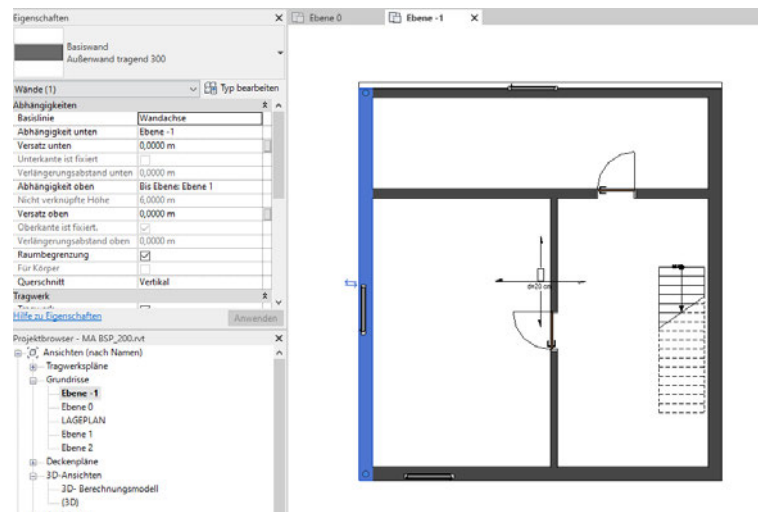 Eigenschaften
Ebene 0
Ebene -1
Basiswand
Außenwand tragend 300
Wände (1)
Typ bearbeiten
Abhängigkeiten
Basislinie Wandachse
Abhängigkeit unten Ebene -1
Versatz unten 0,0000 m
Unterkante ist fixiert
Verlängerungsabstand unten 0,0000 m
Abhängigkeit oben Bis Ebene: Ebene 1
Nicht verknüpfte Höhe 6,0000 m
Versatz oben 0,0000 m
Oberkante ist fixiert.
Verlängerungsabstand oben 0,0000 m
Raumbegrenzung
Für Körper
Querschnitt Vertikal
Tragwerk
Tragwerk
Hilfe zu Eigenschaften
Anwenden
Projektbrowser - MA BSP_200.rvt
Ansichten (nach Namen)
Tragwerkspläne
Grundrisse
Ebene -1
Ebene 0
LAGEPLAN
Ebene 1
Ebene 2
Deckenpläne
3D-Ansichten
3D- Berechnungsmodell
{3D}
d=20 cm